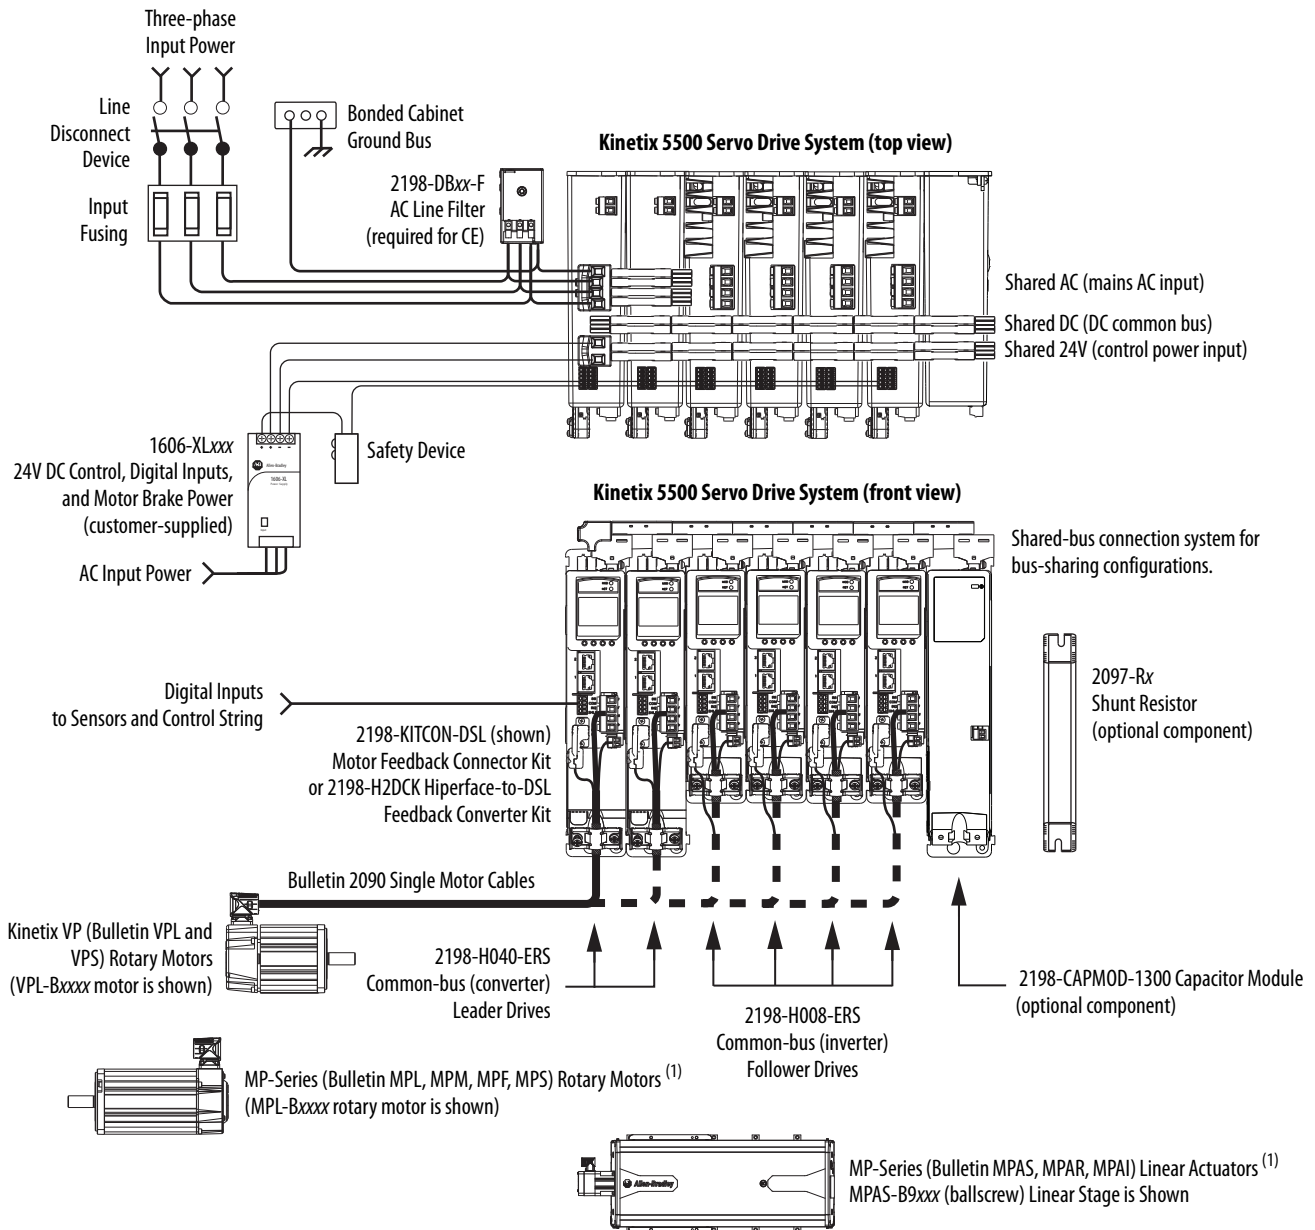 Three-phase
Input Power
Line
Disconnect
Device
Bonded Cabinet
Ground Bus
Kinetix 5500 Servo Drive System (top view)
2198-DBxx-F
AC Line Filter
(required for CE)
Input
Fusing
Shared AC (mains AC input)
Shared DC (DC common bus)
Shared 24V (control power input)
1606-XLxxx
24V DC Control, Digital Inputs,
and Motor Brake Power
(customer-supplied)
Allen-Bradley
1606-XL
Power Supply
Safety Device
AC Input Power
Kinetix 5500 Servo Drive System (front view)
Shared-bus connection system for
bus-sharing configurations.
Digital Inputs
to Sensors and Control String
2198-KITCON-DSL (shown)
Motor Feedback Connector Kit
or 2198-H2DCK Hiperface-to-DSL
Feedback Converter Kit
2097-Rx
Shunt Resistor
(optional component)
Bulletin 2090 Single Motor Cables
Kinetix VP (Bulletin VPL and
VPS) Rotary Motors
(VPL-Bxxxx motor is shown)
2198-H040-ERS
Common-bus (converter)
Leader Drives
2198-H008-ERS
Common-bus (inverter)
Follower Drives
2198-CAPMOD-1300 Capacitor Module
(optional component)
MP-Series (Bulletin MPL, MPM, MPF, MPS) Rotary Motors (1)
(MPL-Bxxxx rotary motor is shown)
Allen-Bradley
MP-Series (Bulletin MPAS, MPAR, MPAI) Linear Actuators (1)
MPAS-B9xxx (ballscrew) Linear Stage is Shown